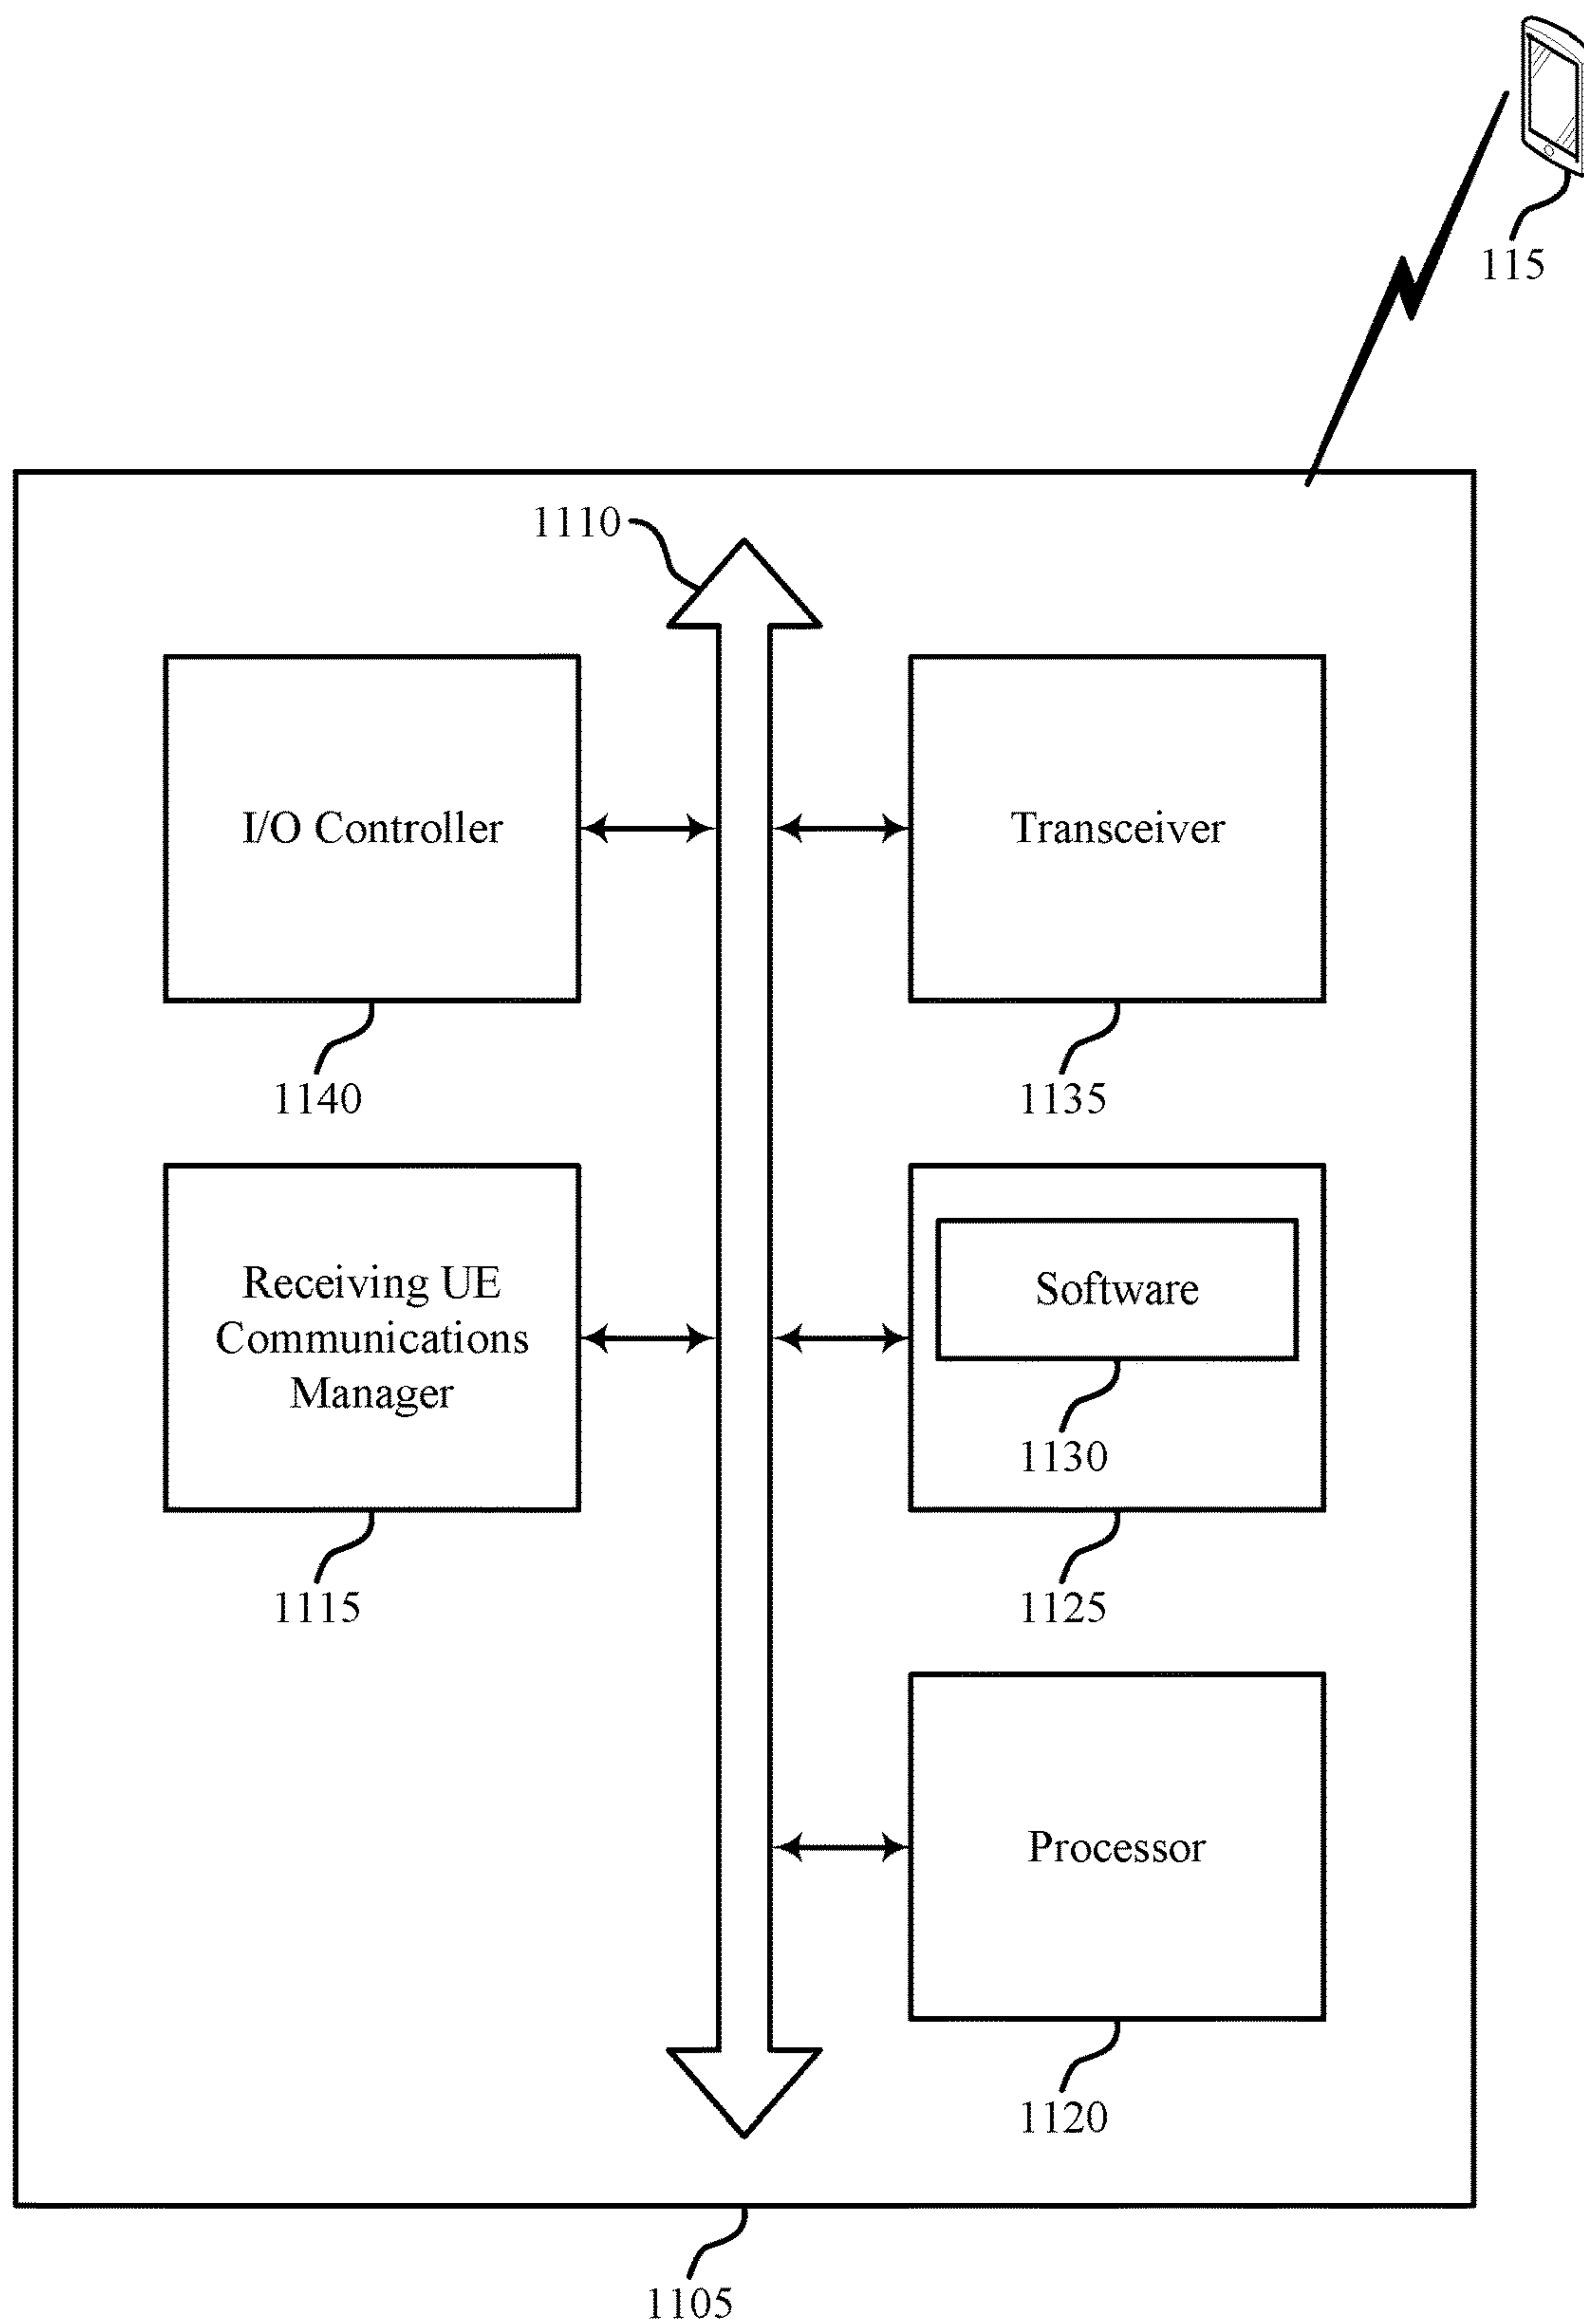 115
1110
I/O Controller
Transceiver
1140
1135
Receiving UE
Communications
Manager
Software
1130
1115
1125
Processor
1120
1105